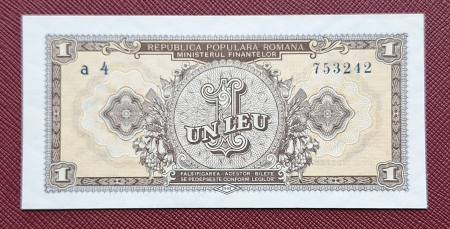 1 REPUBLICA POPULARA ROMANA 1
MINISTERUL FINANTELOR
a 4 753242
1
UN LEU
FALSIFICAREA ACESTOR BILETE
1 SE PEDEPSESTE CONFORM LEGILOR 1